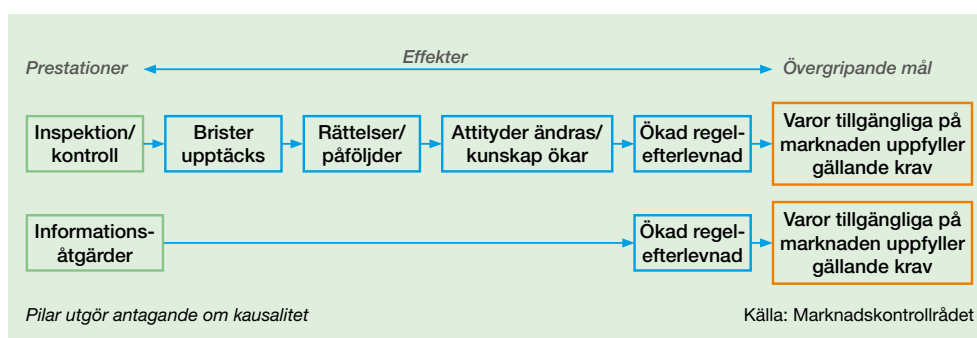 Prestationer
Effekter
Övergripande mål
Inspektion/
kontroll
Brister
upptäcks
Rättelser/
påföljder
Attityder ändras/
kunskap ökar
Ökad regel-
efterlevnad
Varor tillgängliga på
marknaden uppfyller
gällande krav
Informations-
åtgärder
Ökad regel-
efterlevnad
Varor tillgängliga på
marknaden uppfyller
gällande krav
Pilar utgör antagande om kausalitet
Källa: Marknadskontrollrådet